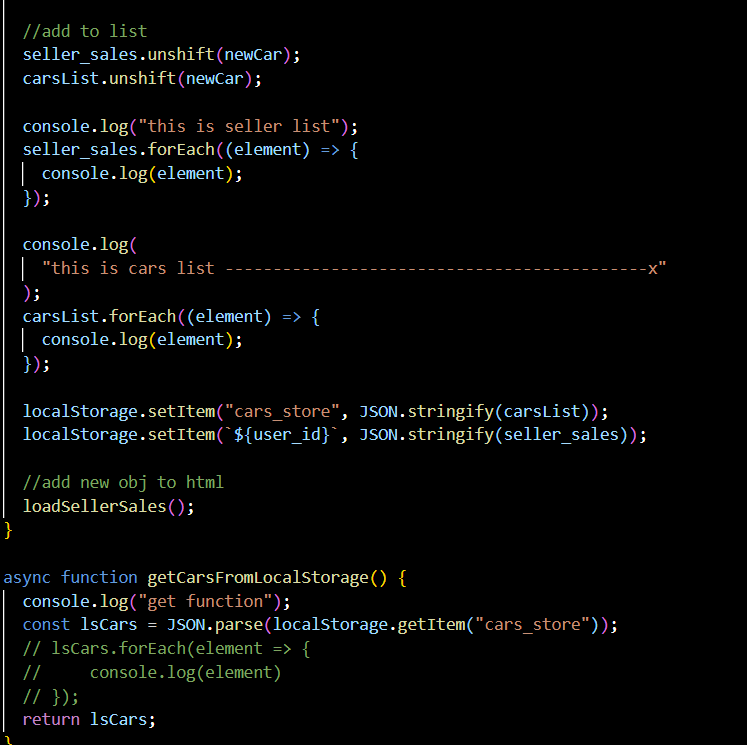 //add to list
seller_sales.unshift(newCar);
carsList.unshift(newCar);

console.log("this is seller list");
seller_sales.forEach((element) => {
console.log(element);
});

console.log(
"this is cars list --------------------------------------------x"
);
carsList.forEach((element) => {
console.log(element);
});

localStorage.setItem("cars_store", JSON.stringify(carsList));
localStorage.setItem(`${user_id}`, JSON.stringify(seller_sales));

//add new obj to html
loadSellerSales();
}

async function getCarsFromLocalStorage() {
console.log("get function");
const lsCars = JSON.parse(localStorage.getItem("cars_store"));
// lsCars.forEach(element => {
//     console.log(element)
// });
return lsCars;
}